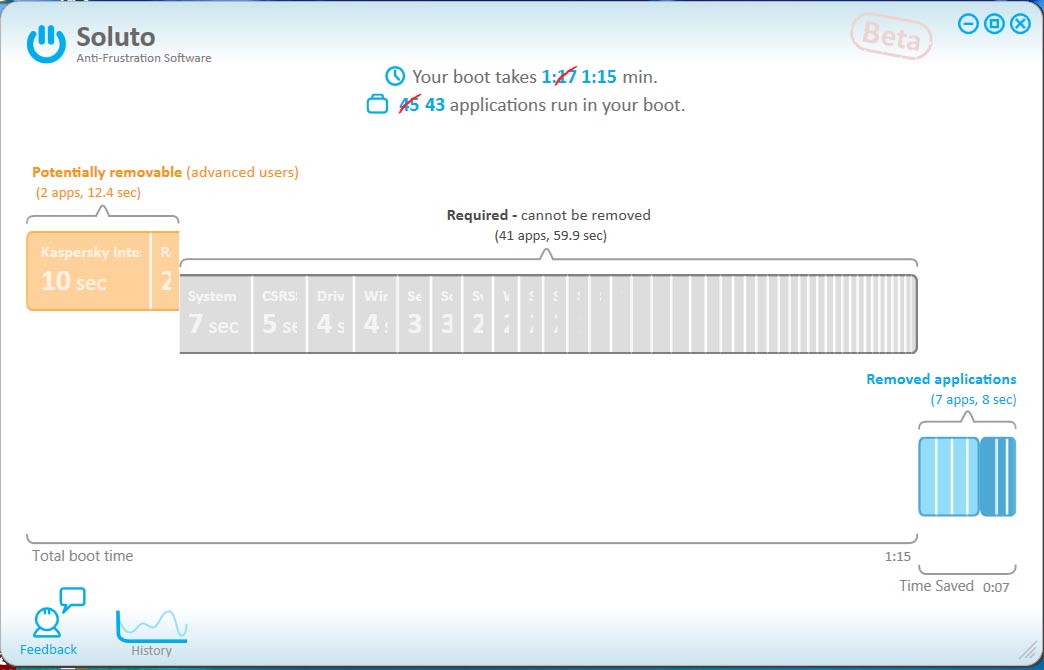 Soluto
Anti-Frustration Software
Beta
Your boot takes 1:17 1:15 min.
45 43 applications run in your boot.
Potentially removable (advanced users)
(2 apps, 12.4 sec)
Kaspersky Inte
10 sec
R
2
Required - cannot be removed
(41 apps, 59.9 sec)
System
7 sec
CSRS
5 se
Driv
4 s
Wir
4
Se
3
3
2
Removed applications
(7 apps, 8 sec)
Total boot time
1:15
Time Saved 0:07
Feedback
History